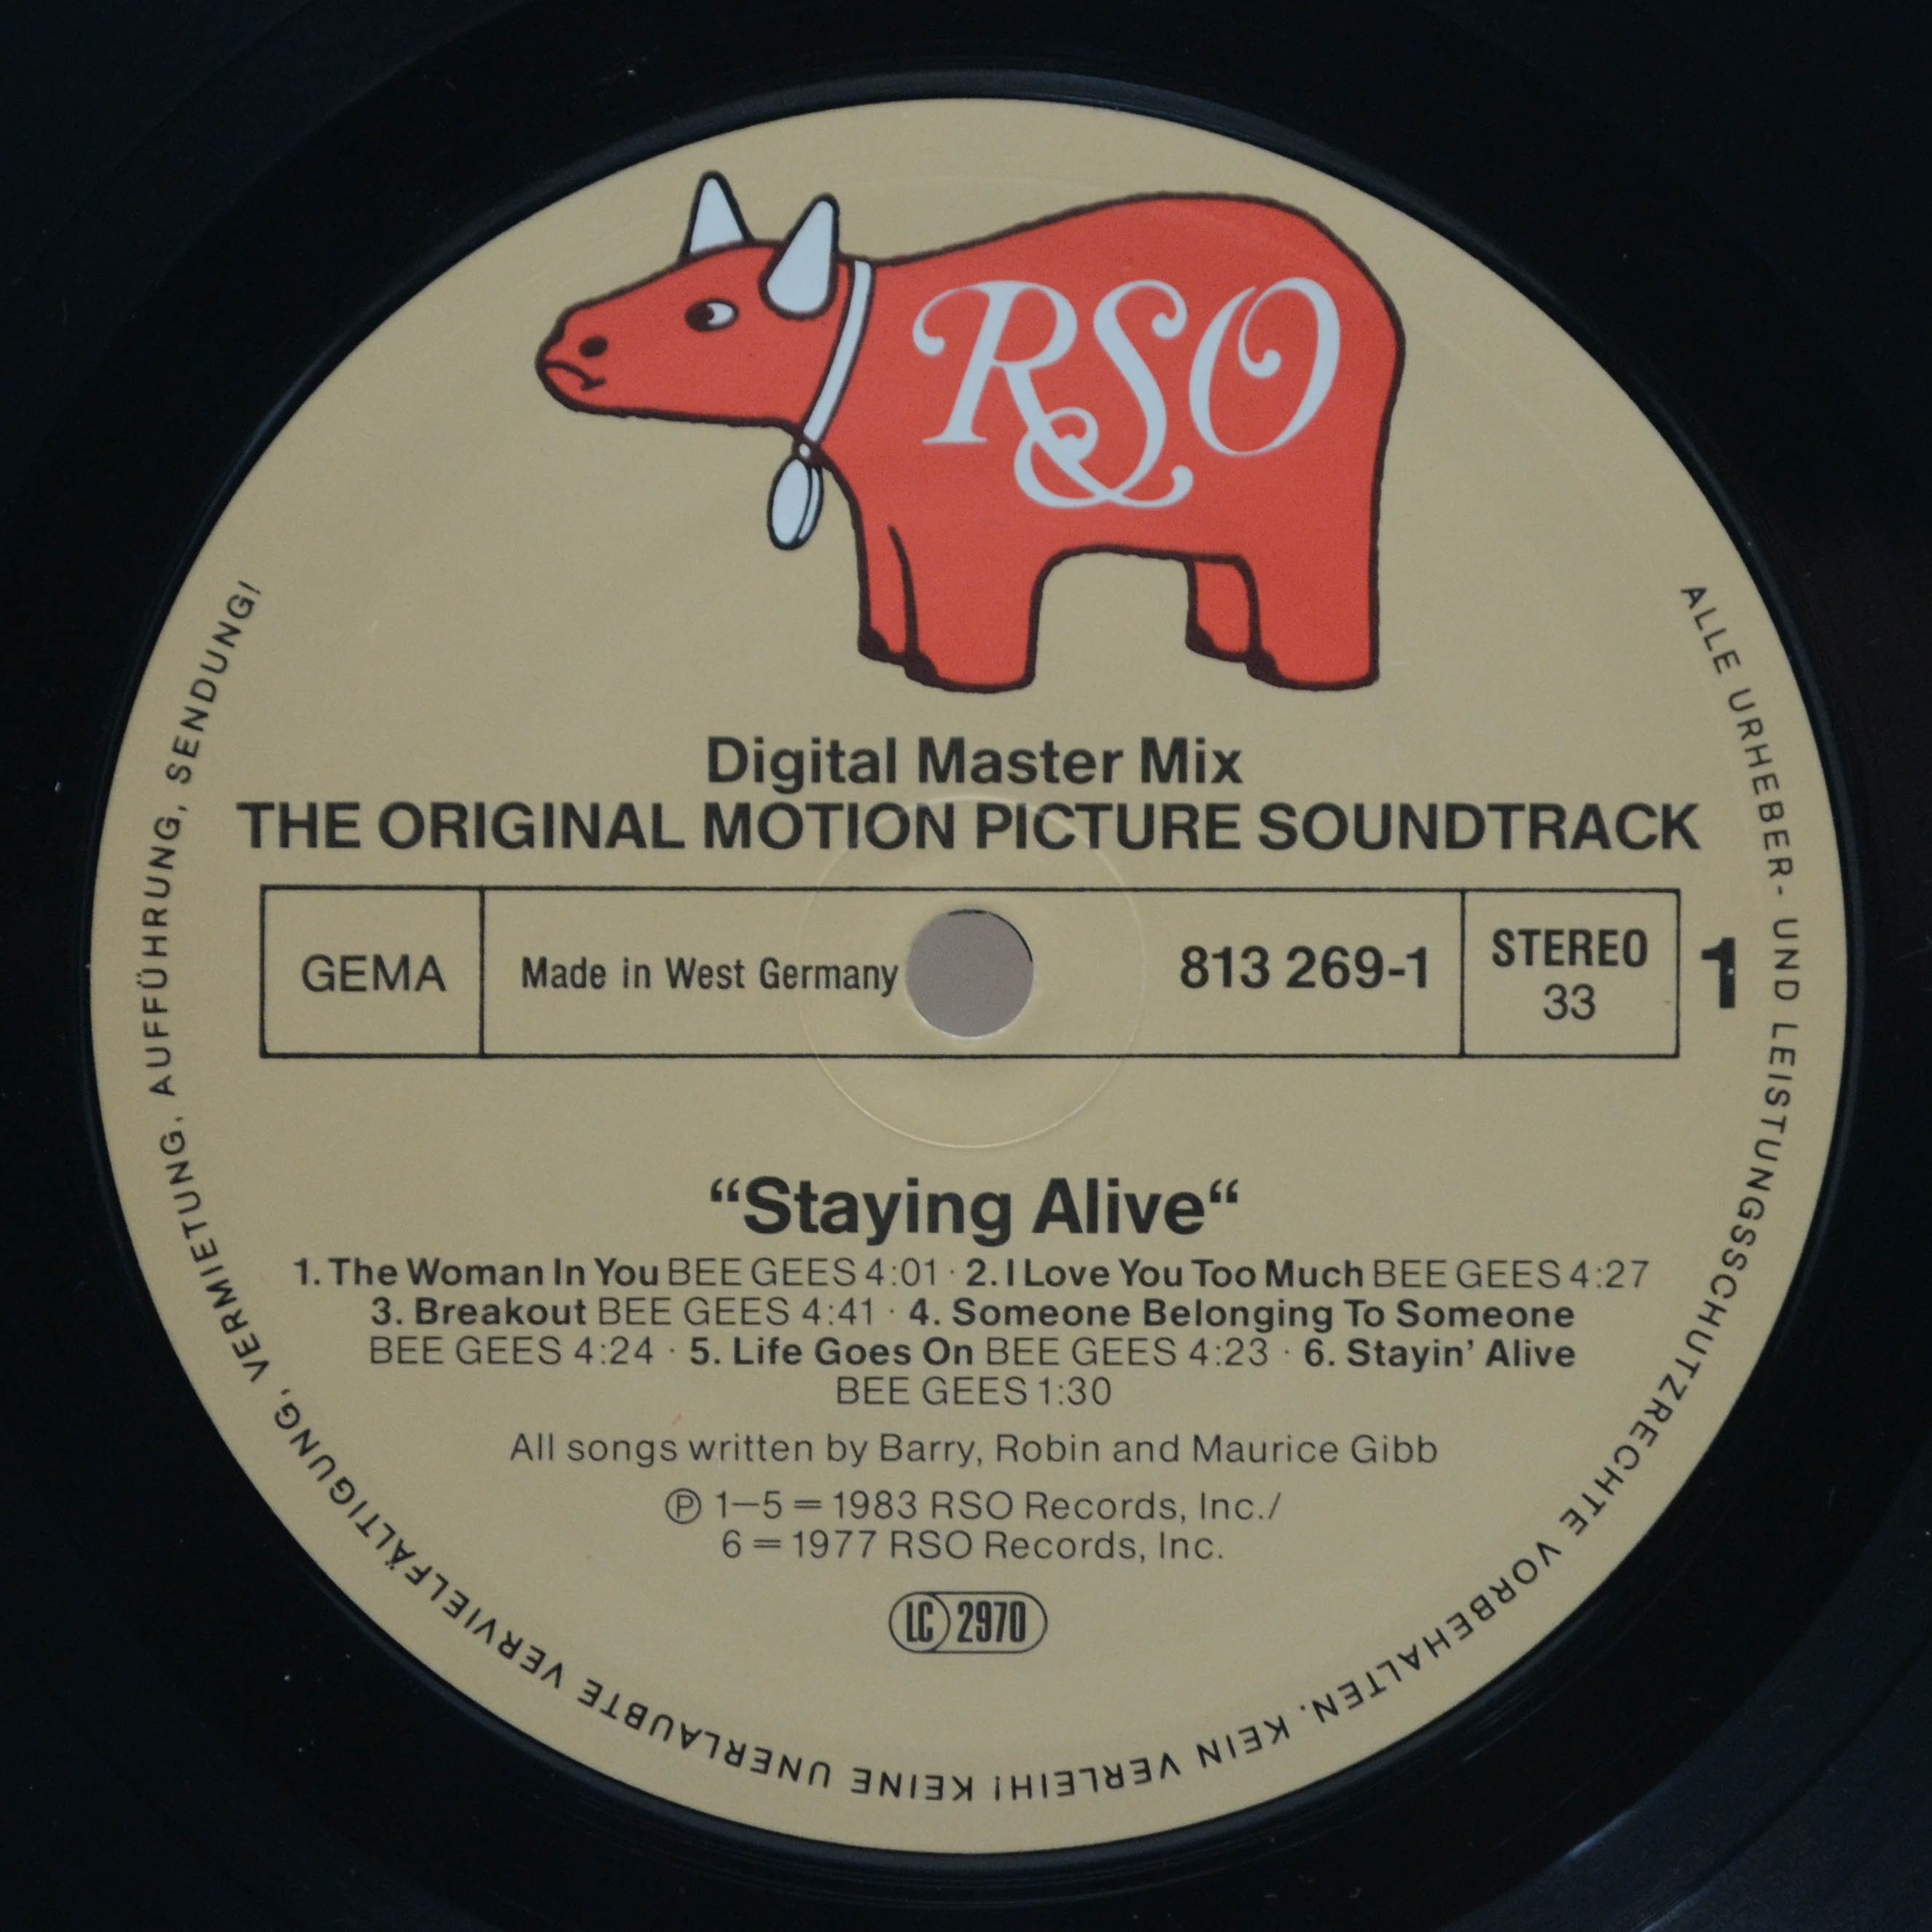 RSO
Digital Master Mix
THE ORIGINAL MOTION PICTURE SOUNDTRACK
GEMA
Made in West Germany
813 269-1
STEREO
33
1
“Staying Alive“
1. The Woman In You BEE GEES 4:01 · 2. I Love You Too Much BEE GEES 4:27
3. Breakout BEE GEES 4:41 · 4. Someone Belonging To Someone
BEE GEES 4:24 · 5. Life Goes On BEE GEES 4:23 · 6. Stayin’ Alive
BEE GEES 1:30
All songs written by Barry, Robin and Maurice Gibb
Ⓟ 1–5 = 1983 RSO Records, Inc./
6 = 1977 RSO Records, Inc.
LC 2970
ALLE URHEBER- UND LEISTUNGSSCHUTZRECHTE VORBEHALTEN. KEIN VERLEIH! KEINE UNERLAUBTE VERVIELFÄLTIGUNG, VERMIETUNG, AUFFÜHRUNG, SENDUNG!